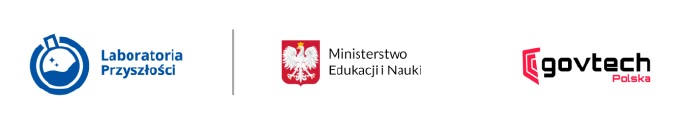 Laboratoria
Przyszłości
Ministerstwo
Edukacji i Nauki
govtech
Polska